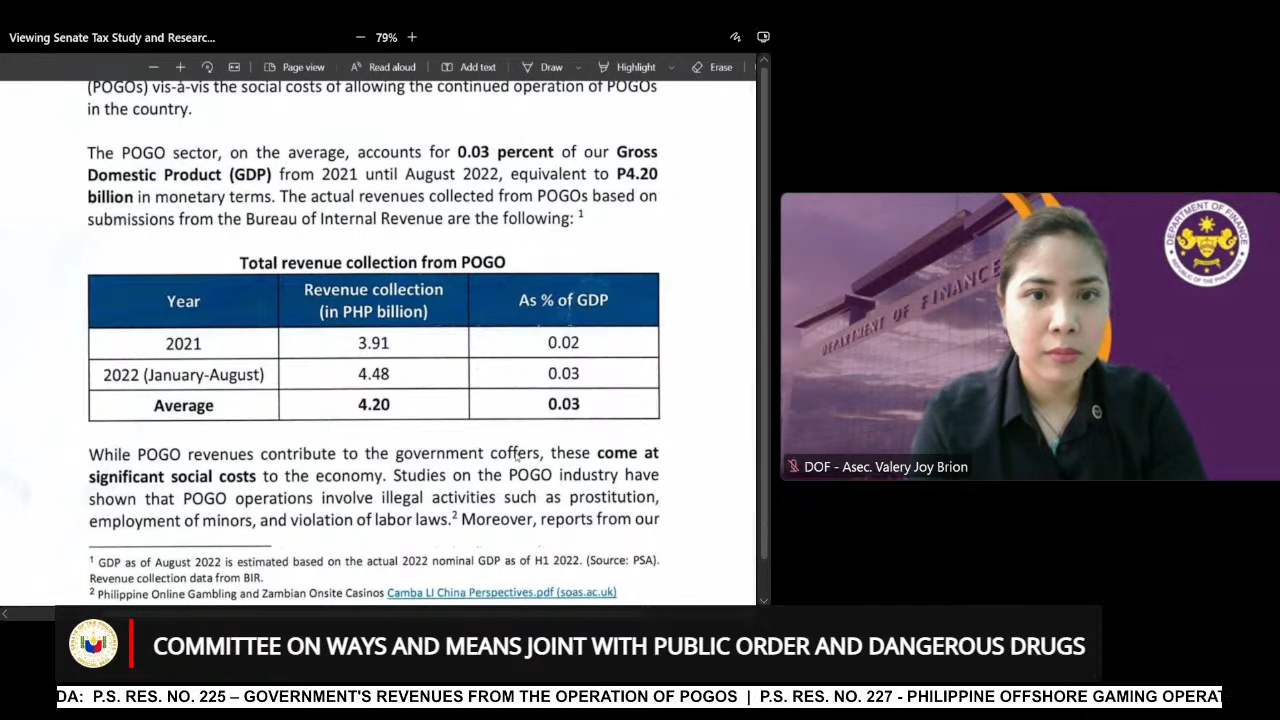 Viewing Senate Tax Study and Researc...
79%
Page view
Read aloud
Add text
Draw
Highlight
Erase
(POGOs) vis-à-vis the social costs of allowing the continued operation of POGOs
in the country.
The POGO sector, on the average, accounts for 0.03 percent of our Gross
Domestic Product (GDP) from 2021 until August 2022, equivalent to P4.20
billion in monetary terms. The actual revenues collected from POGOs based on
submissions from the Bureau of Internal Revenue are the following: 1
Total revenue collection from POGO
Year Revenue collection (in PHP billion) As % of GDP
2021 3.91 0.02
2022 (January-August) 4.48 0.03
Average 4.20 0.03
While POGO revenues contribute to the government coffers, these come at
significant social costs to the economy. Studies on the POGO industry have
shown that POGO operations involve illegal activities such as prostitution,
employment of minors, and violation of labor laws.2 Moreover, reports from our
1 GDP as of August 2022 is estimated based on the actual 2022 nominal GDP as of H1 2022. (Source: PSA).
Revenue collection data from BIR.
2 Philippine Online Gambling and Zambian Onsite Casinos Camba LI China Perspectives.pdf (soas.ac.uk)
DEPARTMENT OF FINANCE
DEPARTMENT OF FINANCE
REPUBLIC OF THE PHILIPPINES
DOF - Asec. Valery Joy Brion
COMMITTEE ON WAYS AND MEANS JOINT WITH PUBLIC ORDER AND DANGEROUS DRUGS
DA: P.S. RES. NO. 225 – GOVERNMENT'S REVENUES FROM THE OPERATION OF POGOS | P.S. RES. NO. 227 - PHILIPPINE OFFSHORE GAMING OPERAT